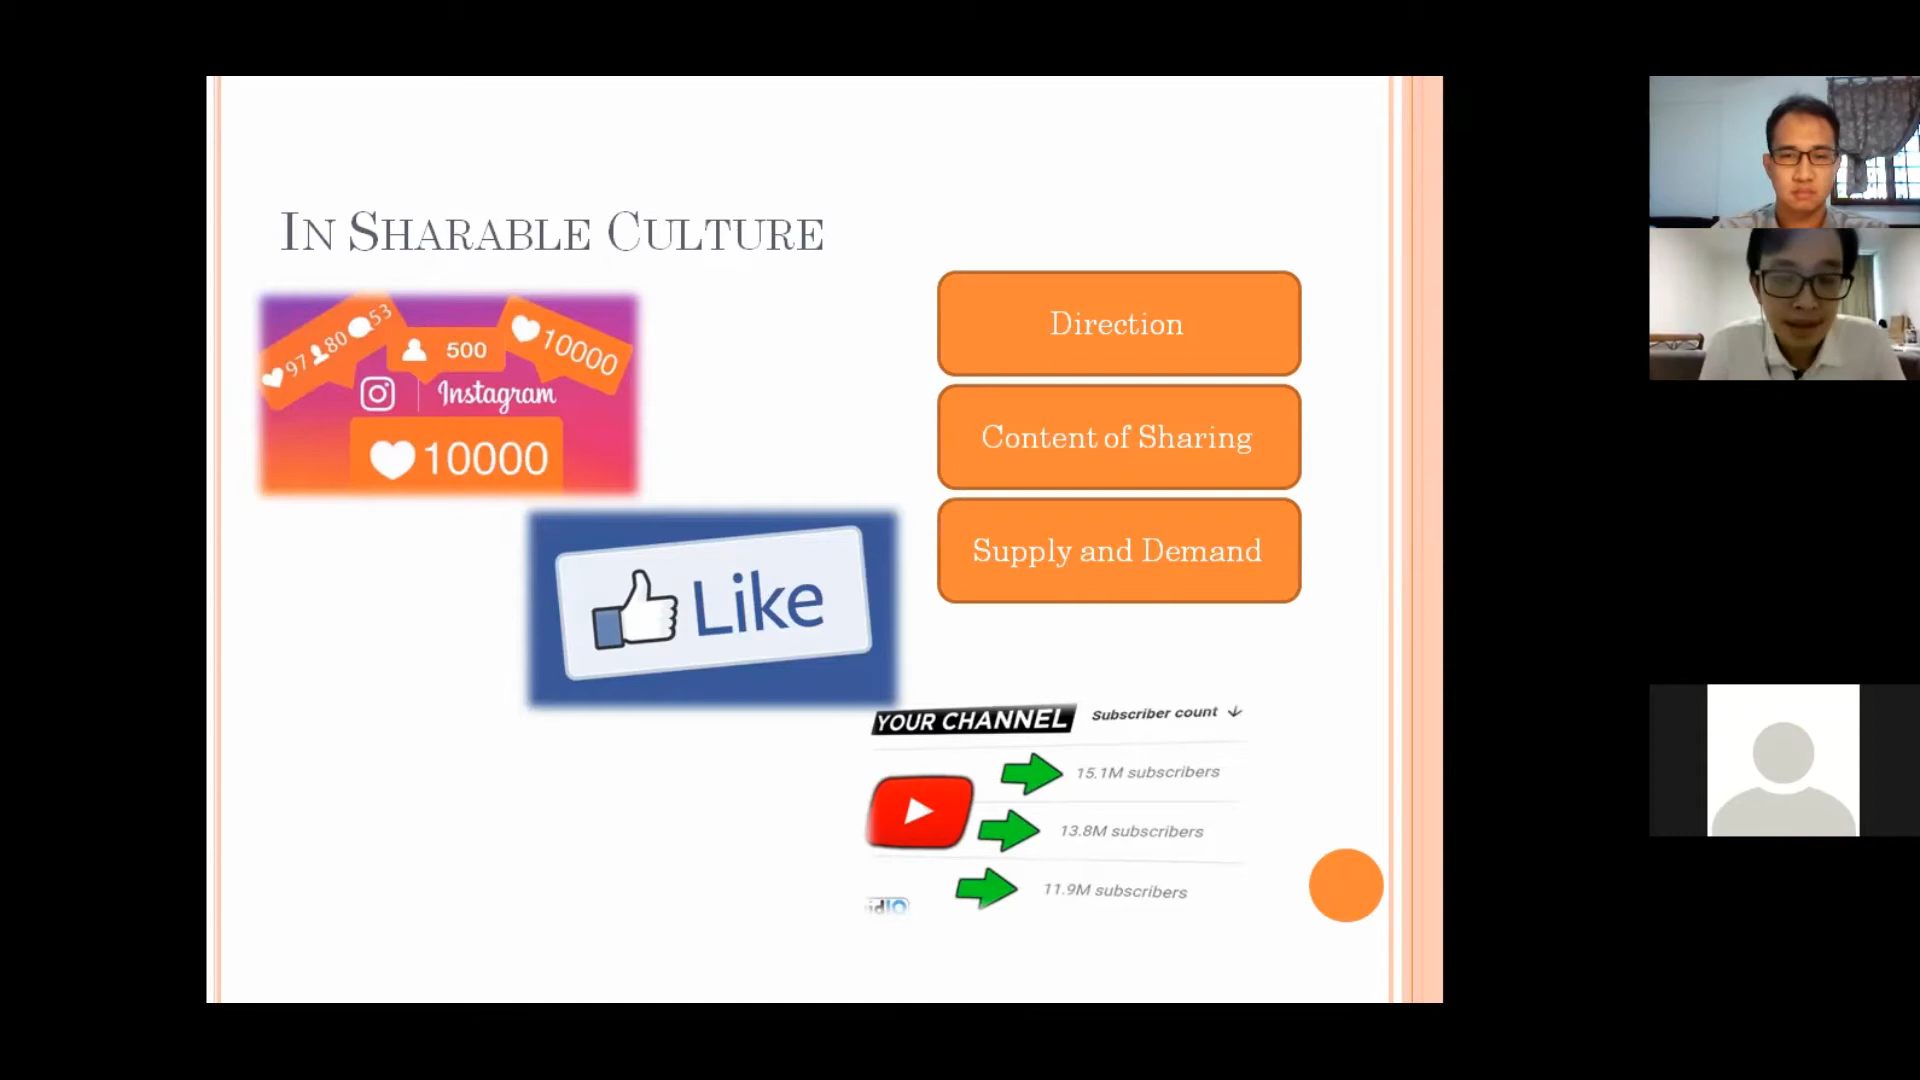 IN SHARABLE CULTURE
97 80 53
500
10000
Instagram
10000
Direction
Content of Sharing
Supply and Demand
Like
YOUR CHANNEL Subscriber count
15.1M subscribers
13.8M subscribers
11.9M subscribers
idIQ